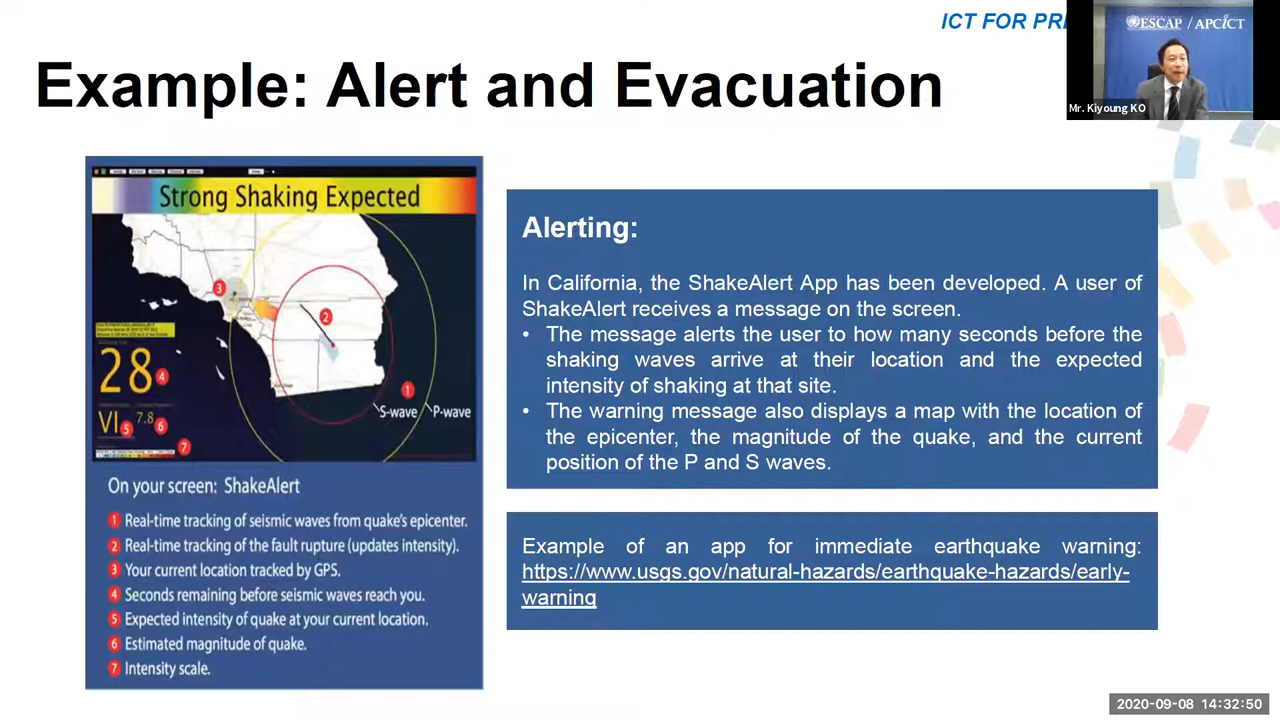 ICT FOR PRE
ESCAP / APCICT
Mr. Kiyoung KO
Example: Alert and Evacuation
Strong Shaking Expected
3
2
28
4
1
S-wave
P-wave
VI
5
7.8
6
7
On your screen: ShakeAlert
1 Real-time tracking of seismic waves from quake's epicenter.
2 Real-time tracking of the fault rupture (updates intensity).
3 Your current location tracked by GPS.
4 Seconds remaining before seismic waves reach you.
5 Expected intensity of quake at your current location.
6 Estimated magnitude of quake.
7 Intensity scale.
Alerting:
In California, the ShakeAlert App has been developed. A user of
ShakeAlert receives a message on the screen.
• The message alerts the user to how many seconds before the
shaking waves arrive at their location and the expected
intensity of shaking at that site.
• The warning message also displays a map with the location of
the epicenter, the magnitude of the quake, and the current
position of the P and S waves.
Example of an app for immediate earthquake warning:
https://www.usgs.gov/natural-hazards/earthquake-hazards/early-
warning
2020-09-08 14:32:50